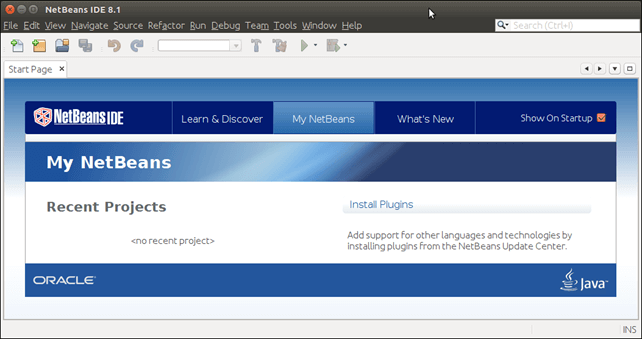 NetBeans IDE 8.1
File Edit View Navigate Source Refactor Run Debug Team Tools Window Help
Search (Ctrl+I)
Start Page
NetBeans IDE
Learn & Discover
My NetBeans
What's New
Show On Startup
My NetBeans
Recent Projects
Install Plugins
<no recent project>
Add support for other languages and technologies by
installing plugins from the NetBeans Update Center.
ORACLE
Java
INS